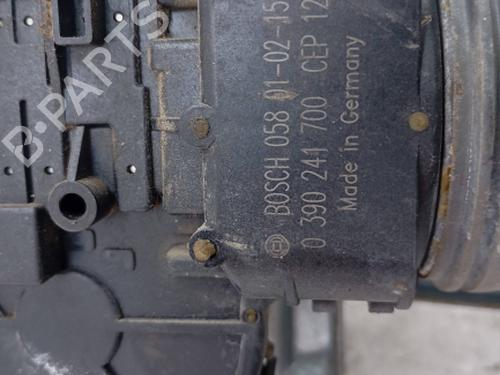 BOSCH 058 01-02-15
0 390 241 700 CEP 12
Made in Germany
B-PARTS